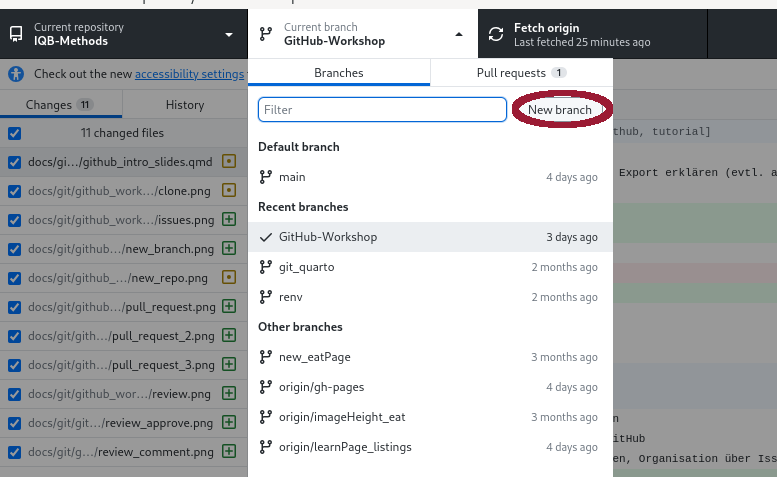 Current repository
IQB-Methods
Current branch
GitHub-Workshop
Fetch origin
Last fetched 25 minutes ago
Check out the new accessibility settings
Branches
Pull requests 1
Changes 11
History
Filter
New branch
11 changed files
thub, tutorial]
Default branch
docs/gi.../github_intro_slides.qmd
main
4 days ago
Export erklären (evtl. a
docs/git/github_work.../clone.png
Recent branches
docs/git/github_work.../issues.png
GitHub-Workshop
3 days ago
docs/git/github.../new_branch.png
git_quarto
2 months ago
docs/git/github_.../new_repo.png
renv
2 months ago
docs/git/github.../pull_request.png
Other branches
docs/git/gith.../pull_request_2.png
new_eatPage
3 months ago
docs/git/gith.../pull_request_3.png
origin/gh-pages
4 days ago
docs/git/github_wor.../review.png
origin/imageHeight_eat
3 months ago
docs/git/git.../review_approve.png
itHub
origin/learnPage_listings
4 days ago
docs/git/g.../review_comment.png
en, Organisation über Iss